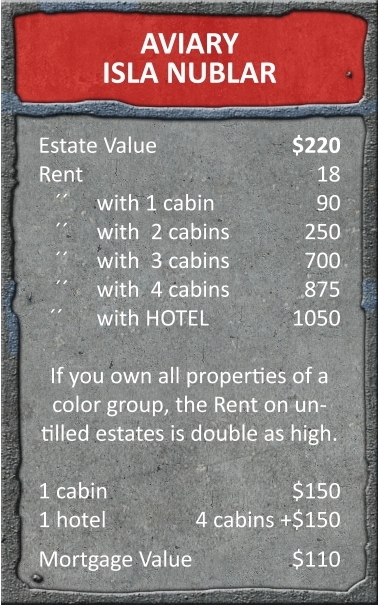 AVIARY
ISLA NUBLAR
Estate Value $220
Rent 18
´´ with 1 cabin 90
´´ with 2 cabins 250
´´ with 3 cabins 700
´´ with 4 cabins 875
´´ with HOTEL 1050
If you own all properties of a
color group, the Rent on un-
tilled estates is double as high.
1 cabin $150
1 hotel 4 cabins +$150
Mortgage Value $110